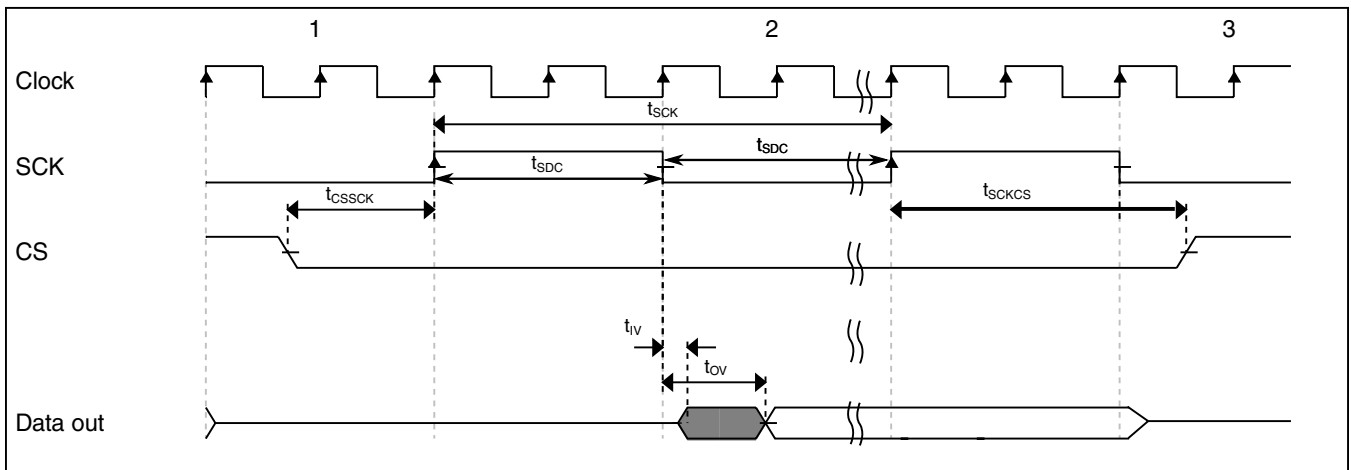 1 2 3
Clock
tSCK
SCK
tSDC tSDC
tCSSCK tSCKCS
CS
tIV
tOV
Data out